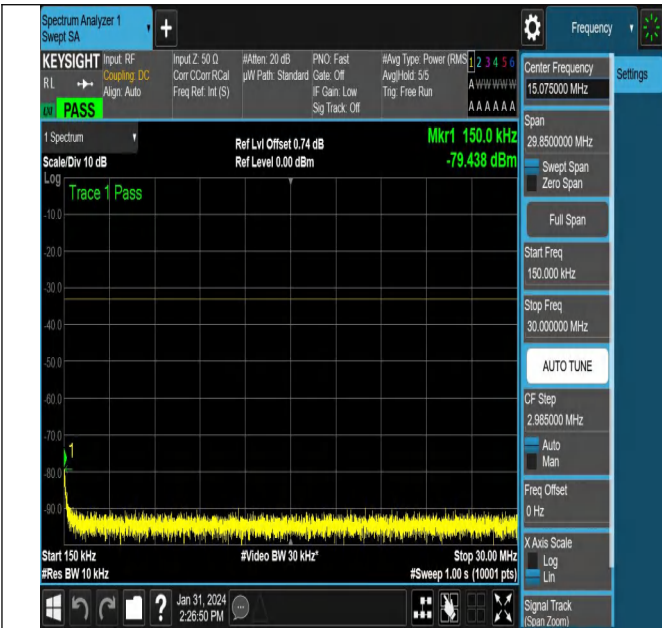 Spectrum Analyzer 1
Swept SA
Frequency
KEYSIGHT
RL
PASS
Input: RF
Coupling: DC
Align: Auto
Input Z: 50 Ω
Corr CCorr RCal
Freq Ref: Int (S)
#Atten: 20 dB
µW Path: Standard
PNO: Fast
Gate: Off
IF Gain: Low
Sig Track: Off
#Avg Type: Power (RMS
Avg|Hold: 5/5
Trig: Free Run
1 2 3 4 5 6
A W W W W W
A A A A A A
1 Spectrum
Scale/Div 10 dB
Ref Lvl Offset 0.74 dB
Ref Level 0.00 dBm
Mkr1 150.0 kHz
-79.438 dBm
Log
Trace 1 Pass
-10.0
-20.0
-30.0
-40.0
-50.0
-60.0
-70.0
-80.0
-90.0
1
Start 150 kHz
#Res BW 10 kHz
#Video BW 30 kHz*
Stop 30.00 MHz
#Sweep 1.00 s (10001 pts)
Jan 31, 2024
2:26:50 PM
Center Frequency
15.075000 MHz
Settings
Span
29.8500000 MHz
Swept Span
Zero Span
Full Span
Start Freq
150.000 kHz
Stop Freq
30.000000 MHz
AUTO TUNE
CF Step
2.985000 MHz
Auto
Man
Freq Offset
0 Hz
X Axis Scale
Log
Lin
Signal Track
(Span Zoom)